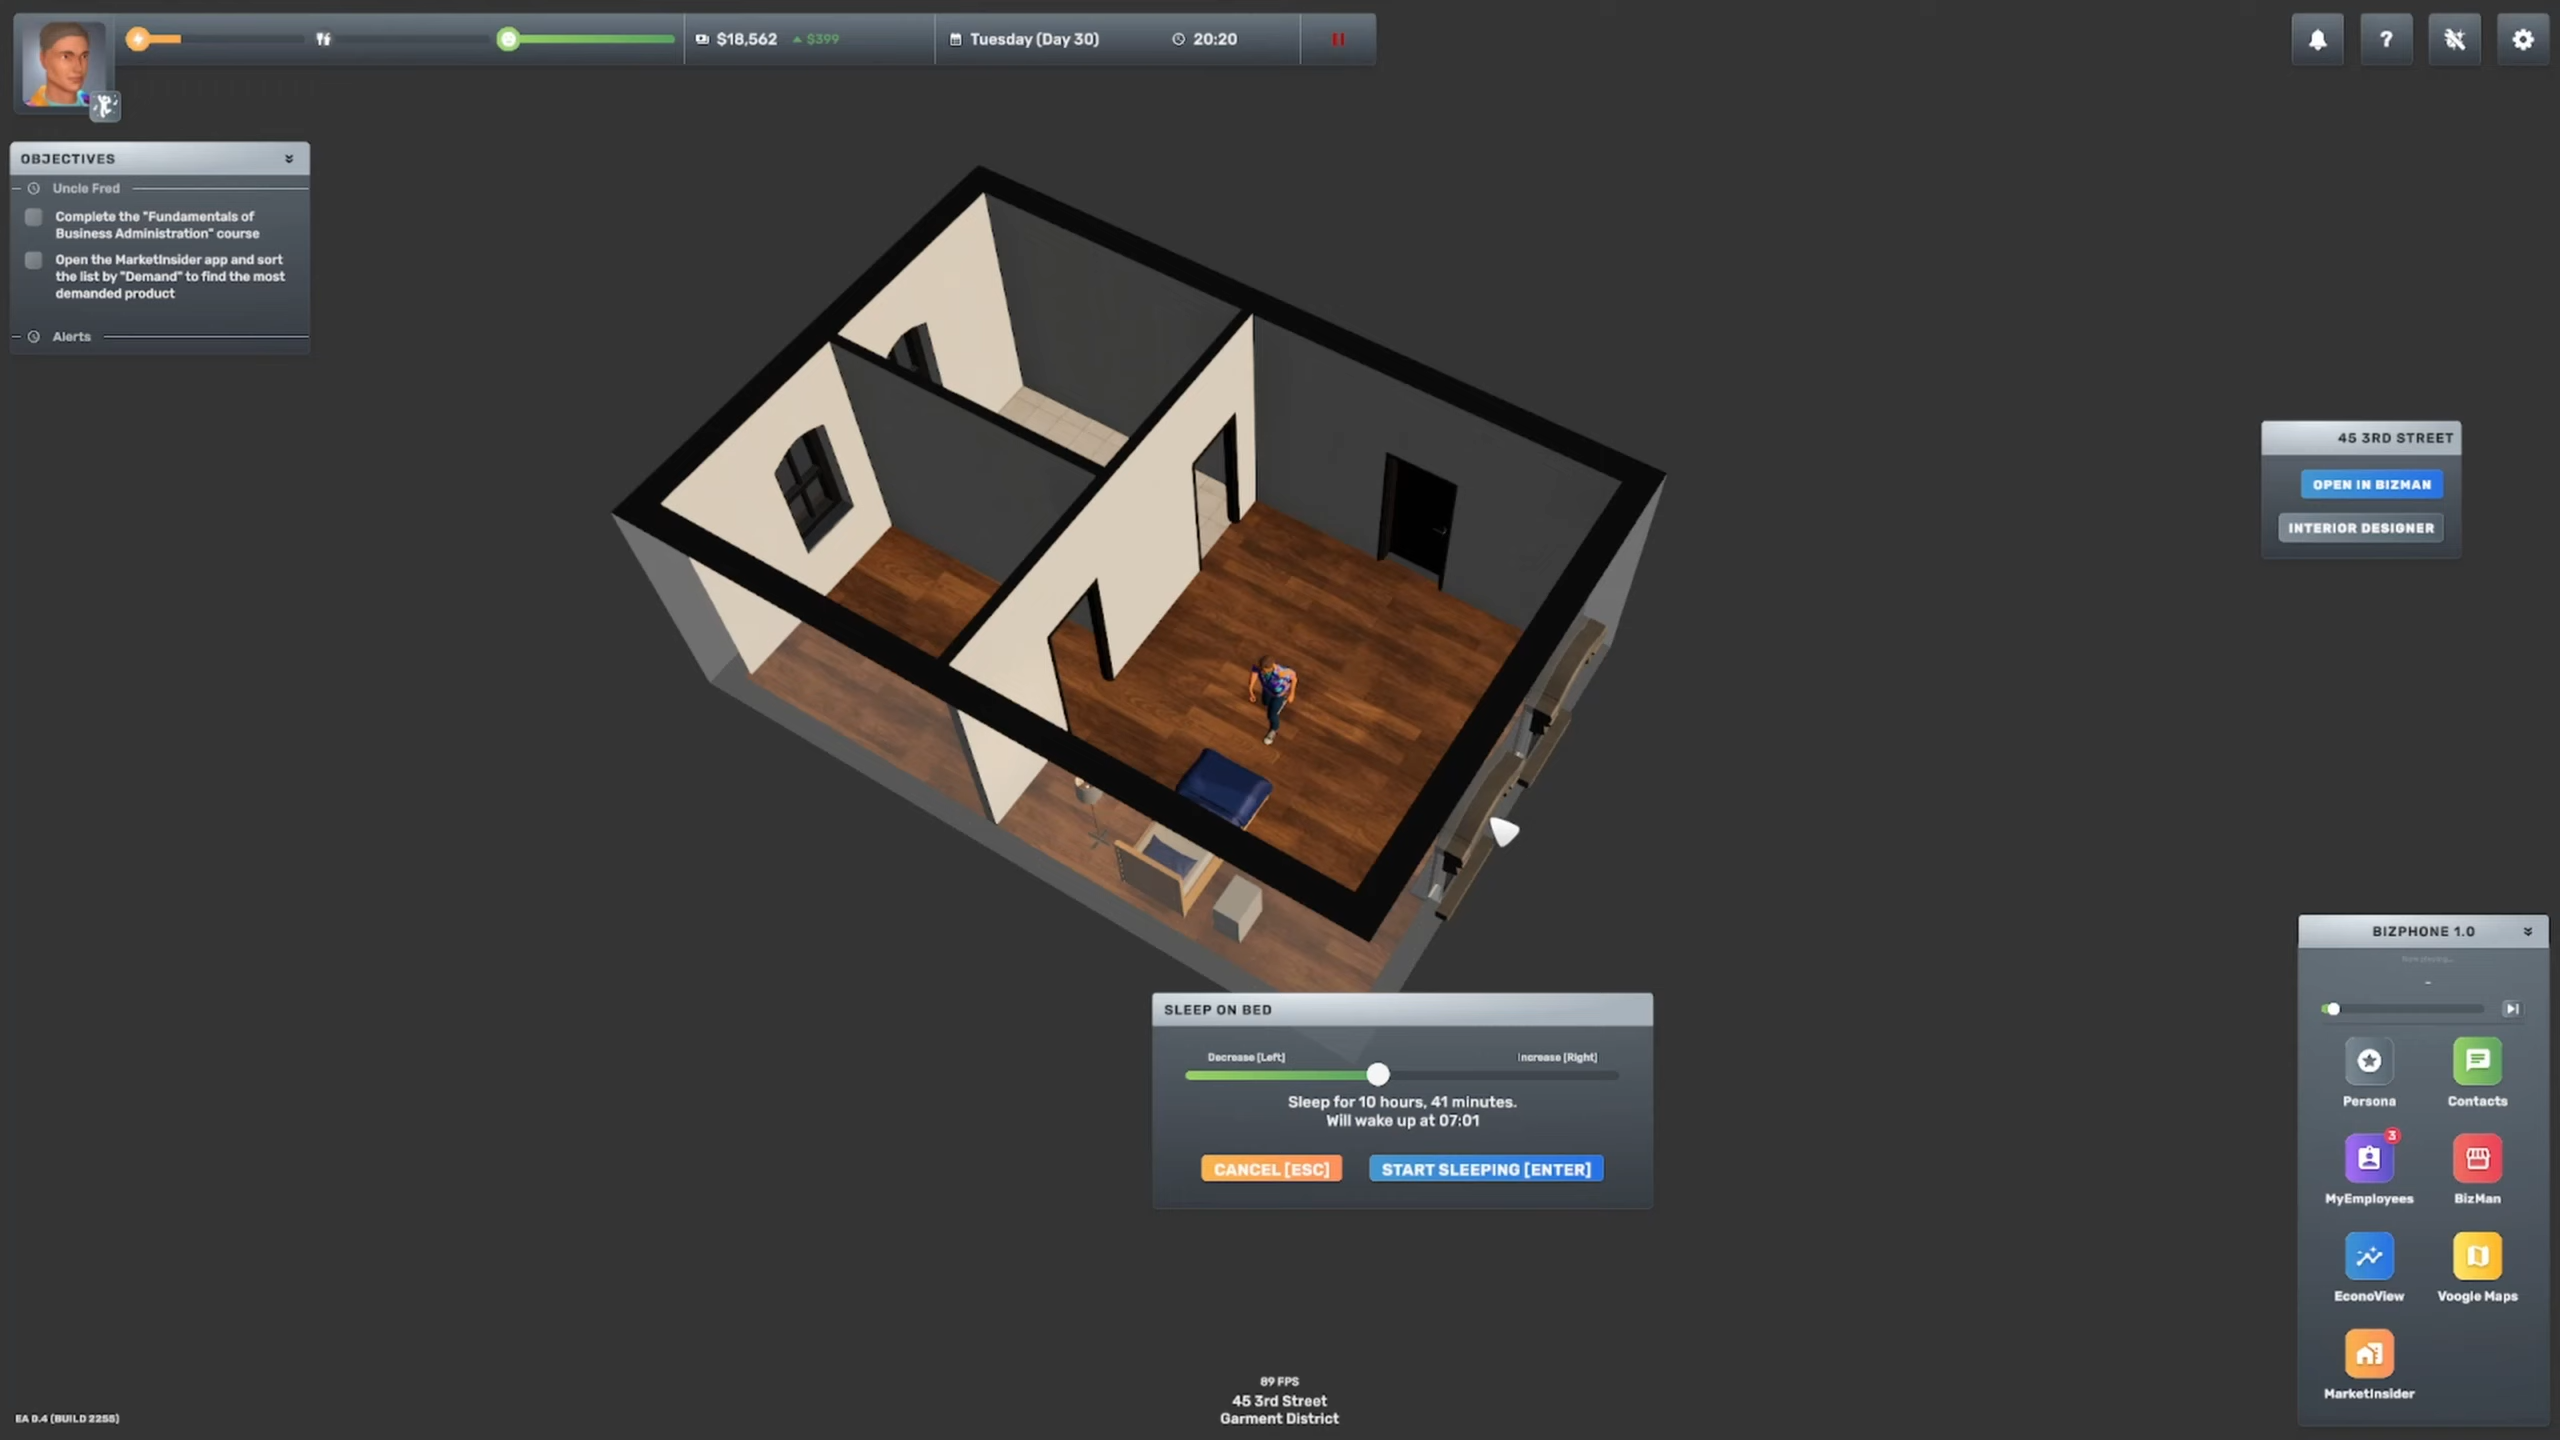 $18,562 $399
Tuesday (Day 30)
20:20
OBJECTIVES
Uncle Fred
Complete the "Fundamentals of
Business Administration" course
Open the MarketInsider app and sort
the list by "Demand" to find the most
demanded product
Alerts
45 3RD STREET
OPEN IN BIZMAN
INTERIOR DESIGNER
SLEEP ON BED
Decrease [Left]
Increase [Right]
Sleep for 10 hours, 41 minutes.
Will wake up at 07:01
CANCEL [ESC]
START SLEEPING [ENTER]
BIZPHONE 1.0
-
Persona
Contacts
3
MyEmployees
BizMan
EconoView
Voogle Maps
MarketInsider
89 FPS
45 3rd Street
Garment District
EA 0.4 (BUILD 2255)